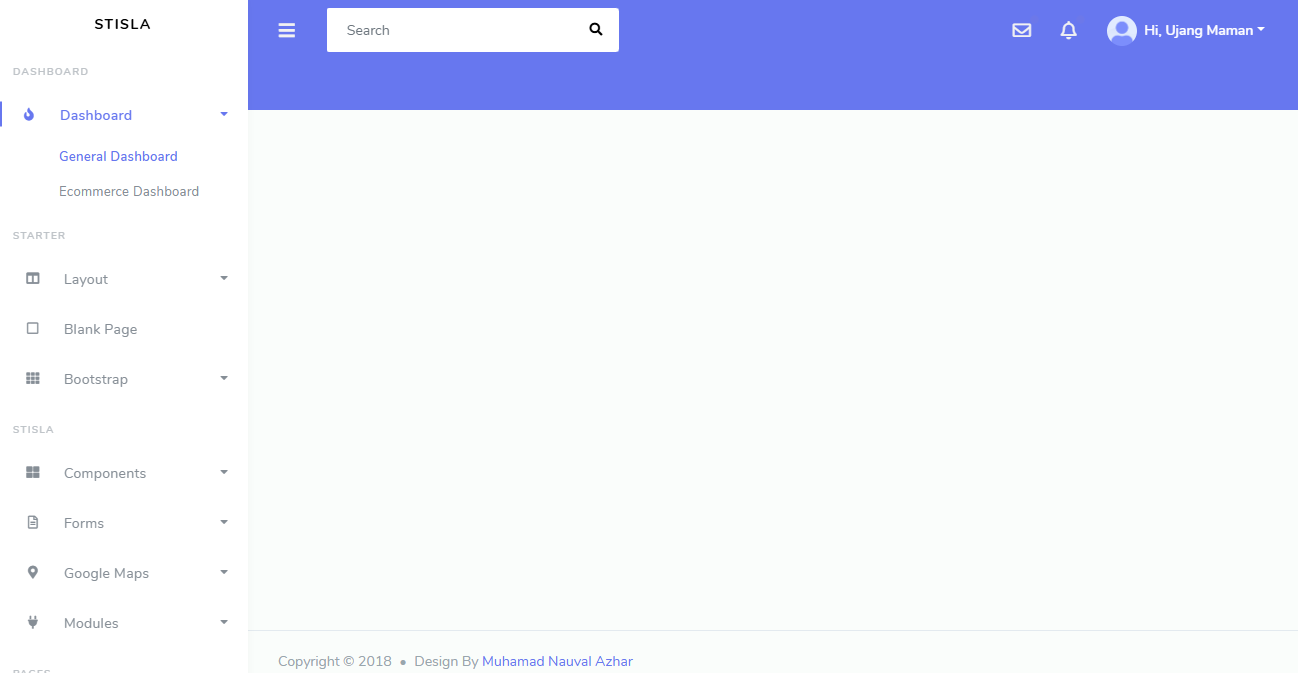 STISLA
Search
Hi, Ujang Maman
DASHBOARD
Dashboard
General Dashboard
Ecommerce Dashboard
STARTER
Layout
Blank Page
Bootstrap
STISLA
Components
Forms
Google Maps
Modules
PAGES
Copyright © 2018 • Design By Muhamad Nauval Azhar